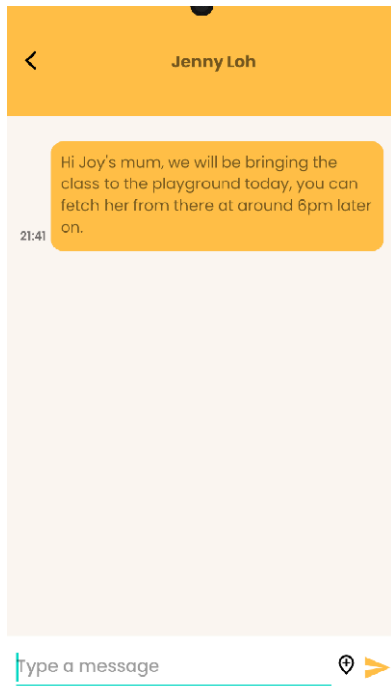 Jenny Loh
Hi Joy's mum, we will be bringing the
class to the playground today, you can
fetch her from there at around 6pm later
on.
21:41
Type a message